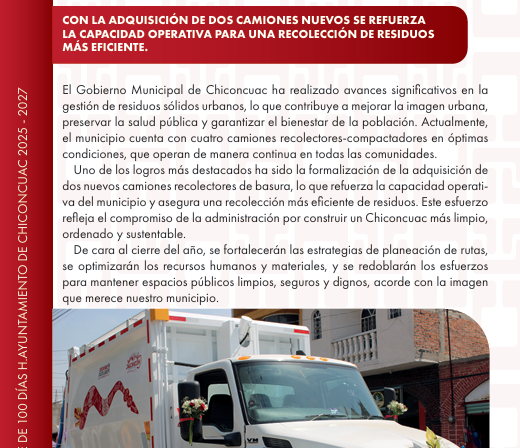 CON LA ADQUISICIÓN DE DOS CAMIONES NUEVOS SE REFUERZA
LA CAPACIDAD OPERATIVA PARA UNA RECOLECCIÓN DE RESIDUOS
MÁS EFICIENTE.
El Gobierno Municipal de Chiconcuac ha realizado avances significativos en la
gestión de residuos sólidos urbanos, lo que contribuye a mejorar la imagen urbana,
preservar la salud pública y garantizar el bienestar de la población. Actualmente,
el municipio cuenta con cuatro camiones recolectores-compactadores en óptimas
condiciones, que operan de manera continua en todas las comunidades.
Uno de los logros más destacados ha sido la formalización de la adquisición de
dos nuevos camiones recolectores de basura, lo que refuerza la capacidad operati-
va del municipio y asegura una recolección más eficiente de residuos. Este esfuerzo
refleja el compromiso de la administración por construir un Chiconcuac más limpio,
ordenado y sustentable.
De cara al cierre del año, se fortalecerán las estrategias de planeación de rutas,
se optimizarán los recursos humanos y materiales, y se redoblarán los esfuerzos
para mantener espacios públicos limpios, seguros y dignos, acorde con la imagen
que merece nuestro municipio.
DE 100 DÍAS H.AYUNTAMIENTO DE CHICONCUAC 2025 - 2027